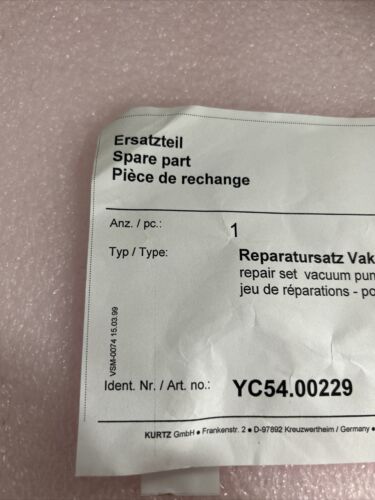 Ersatzteil
Spare part
Pièce de rechange
Anz. / pc.: 1
Typ / Type: Reparatursatz Vak
repair set vacuum pum
jeu de réparations - po
VSM-0074 15.03.99
Ident. Nr. / Art. no.: YC54.00229
KURTZ GmbH ● Frankenstr. 2 ● D-97892 Kreuzwertheim / Germany ●